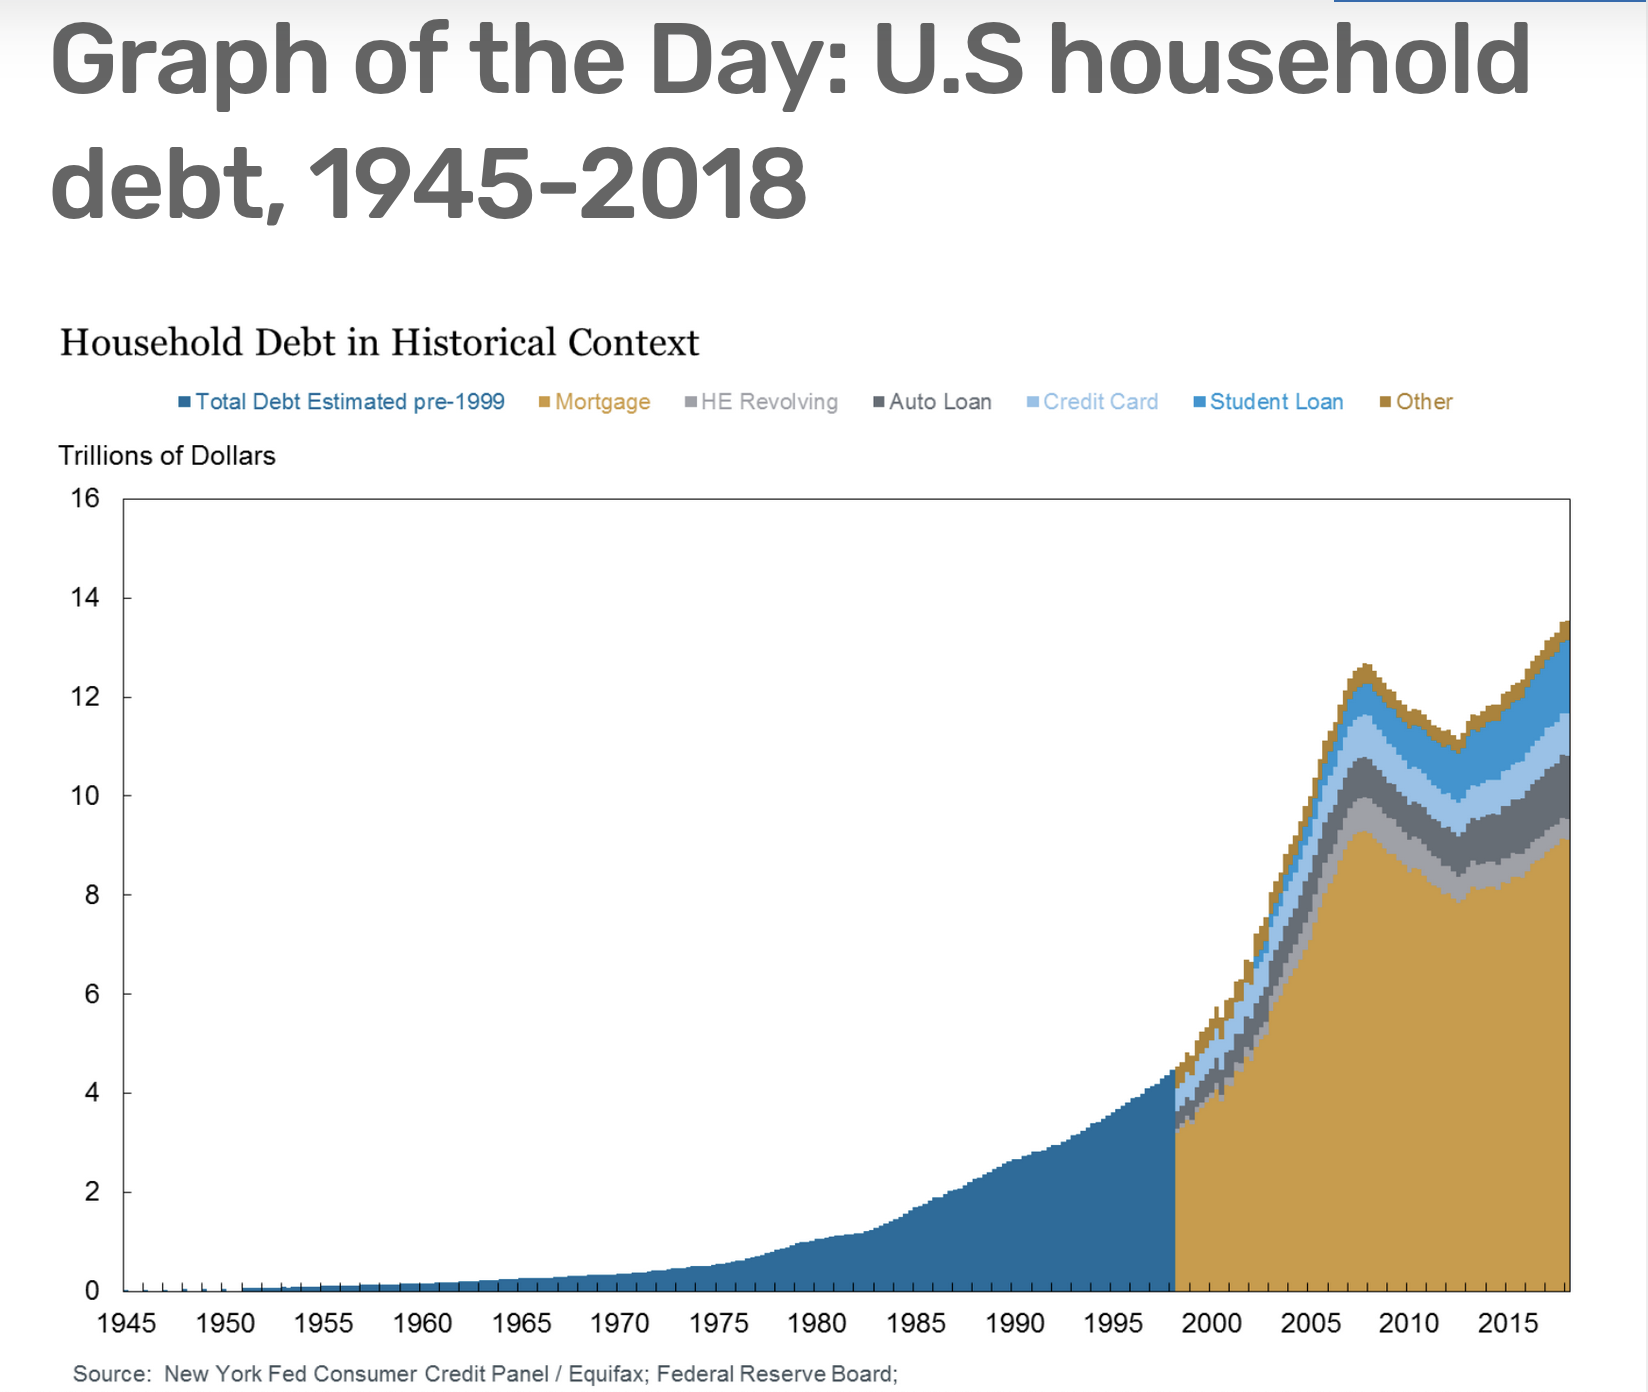 Graph of the Day: U.S household
debt, 1945-2018
Household Debt in Historical Context
Total Debt Estimated pre-1999 Mortgage HE Revolving Auto Loan Credit Card Student Loan Other
Trillions of Dollars
16
14
12
10
8
6
4
2
0
1945 1950 1955 1960 1965 1970 1975 1980 1985 1990 1995 2000 2005 2010 2015
Source: New York Fed Consumer Credit Panel / Equifax; Federal Reserve Board;